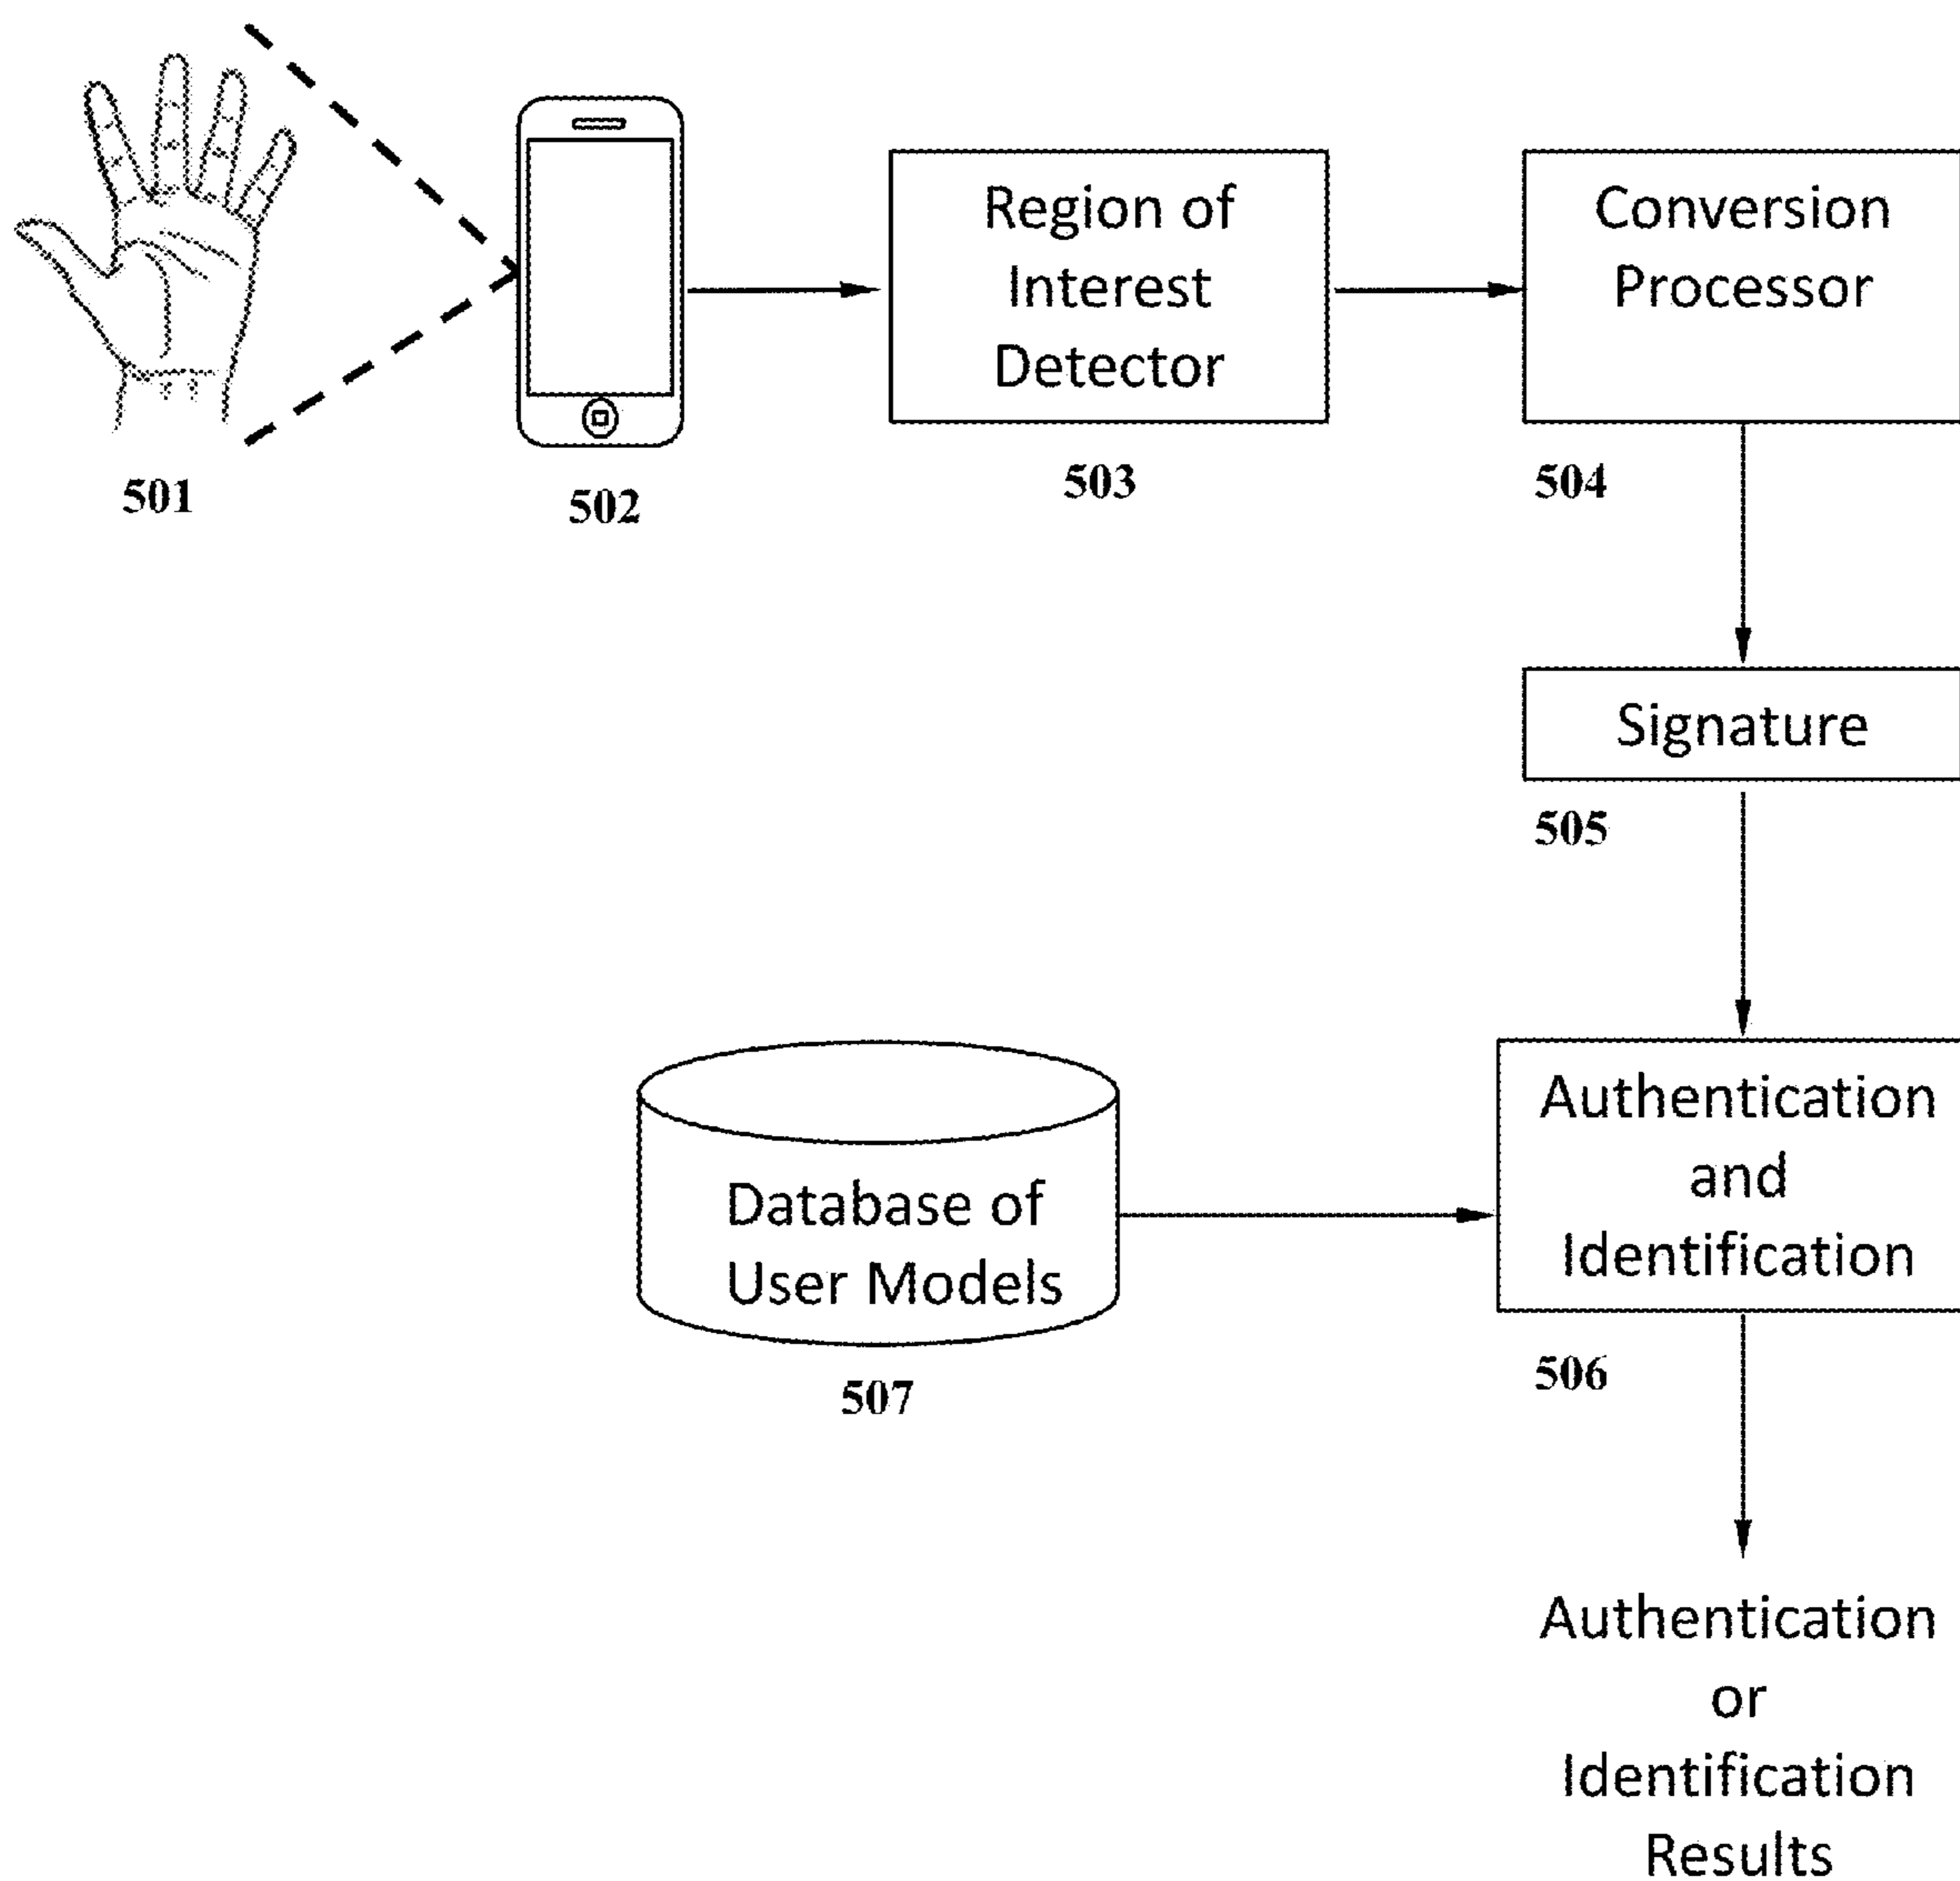 Region of
Interest
Detector
Conversion
Processor
501
502
503
504
Signature
505
Authentication
and
Identification
Database of
User Models
506
507
Authentication
or
Identification
Results